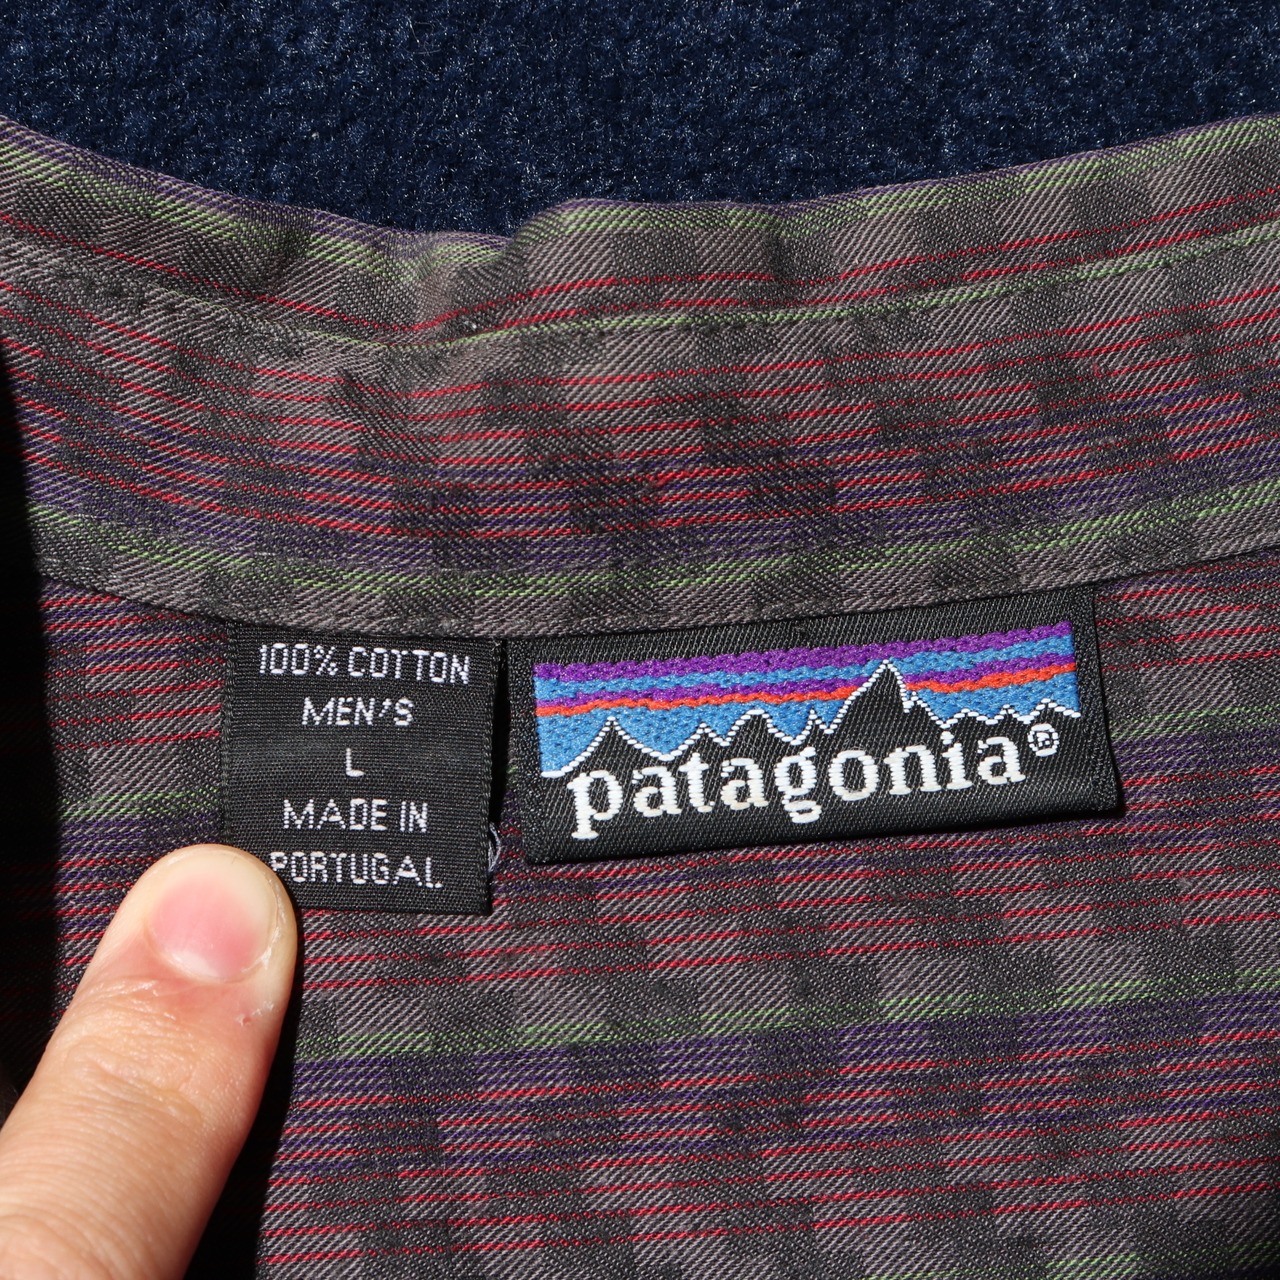 100% COTTON
MEN'S
L
MADE IN
PORTUGAL
patagonia®